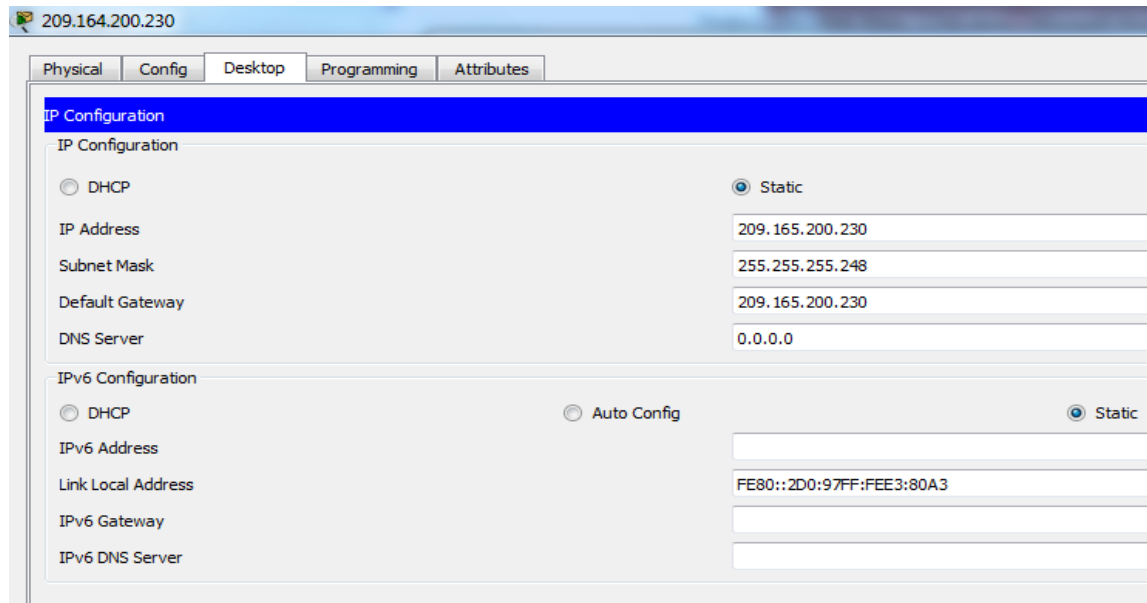 209.164.200.230
Physical Config Desktop Programming Attributes
IP Configuration
IP Configuration
DHCP Static
IP Address 209.165.200.230
Subnet Mask 255.255.255.248
Default Gateway 209.165.200.230
DNS Server 0.0.0.0
IPv6 Configuration
DHCP Auto Config Static
IPv6 Address
Link Local Address FE80::2D0:97FF:FEE3:80A3
IPv6 Gateway
IPv6 DNS Server